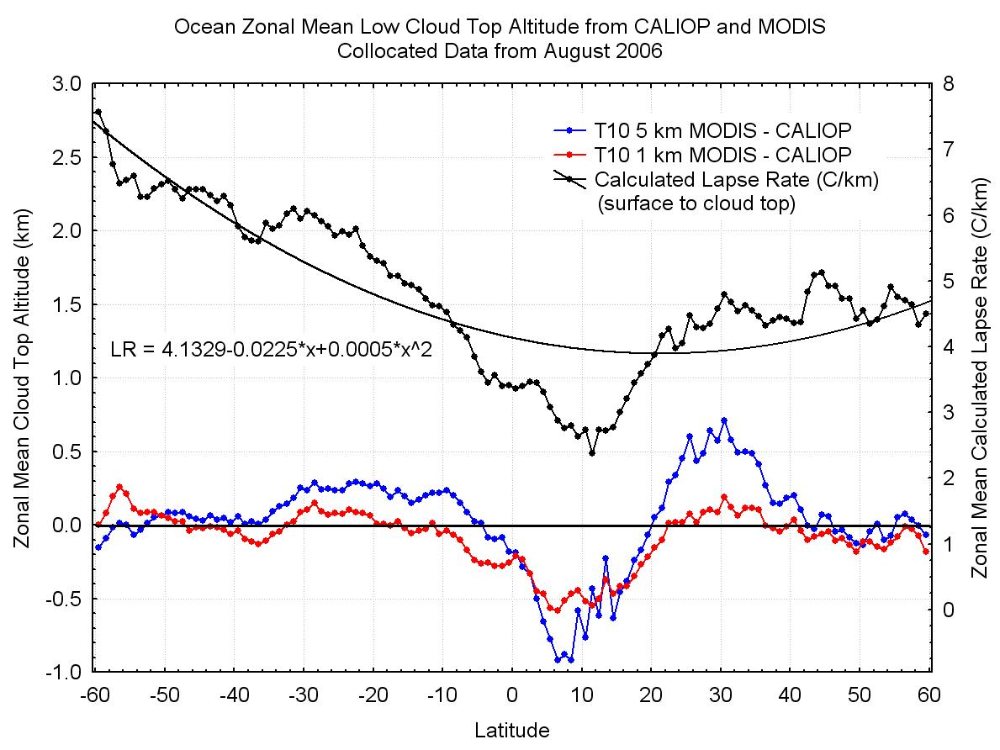 Ocean Zonal Mean Low Cloud Top Altitude from CALIOP and MODIS
Collocated Data from August 2006
3.0
2.5
2.0
1.5
1.0
0.5
0.0
-0.5
-1.0
Zonal Mean Cloud Top Altitude (km)
T10 5 km MODIS - CALIOP
T10 1 km MODIS - CALIOP
Calculated Lapse Rate (C/km)
(surface to cloud top)
LR = 4.1329-0.0225*x+0.0005*x^2
8
7
6
5
4
3
2
1
0
Zonal Mean Calculated Lapse Rate (C/km)
-60 -50 -40 -30 -20 -10 0 10 20 30 40 50 60
Latitude